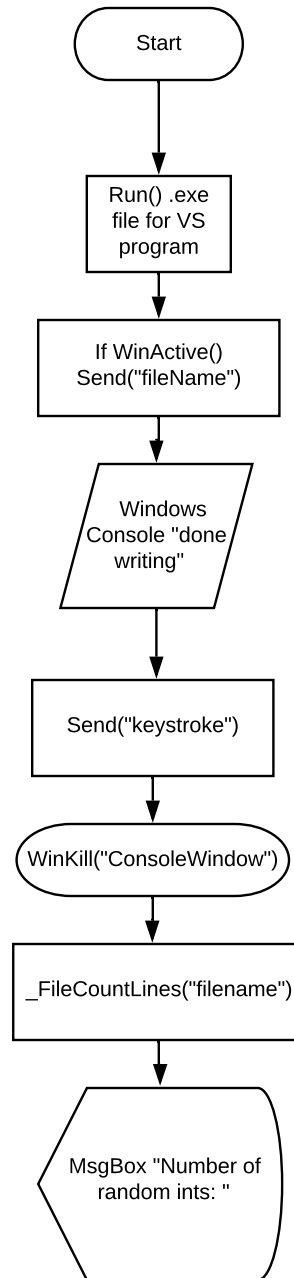 Start
Run() .exe
file for VS
program
If WinActive()
Send("fileName")
Windows
Console "done
writing"
Send("keystroke")
WinKill("ConsoleWindow")
_FileCountLines("filename")
MsgBox "Number of
random ints: "